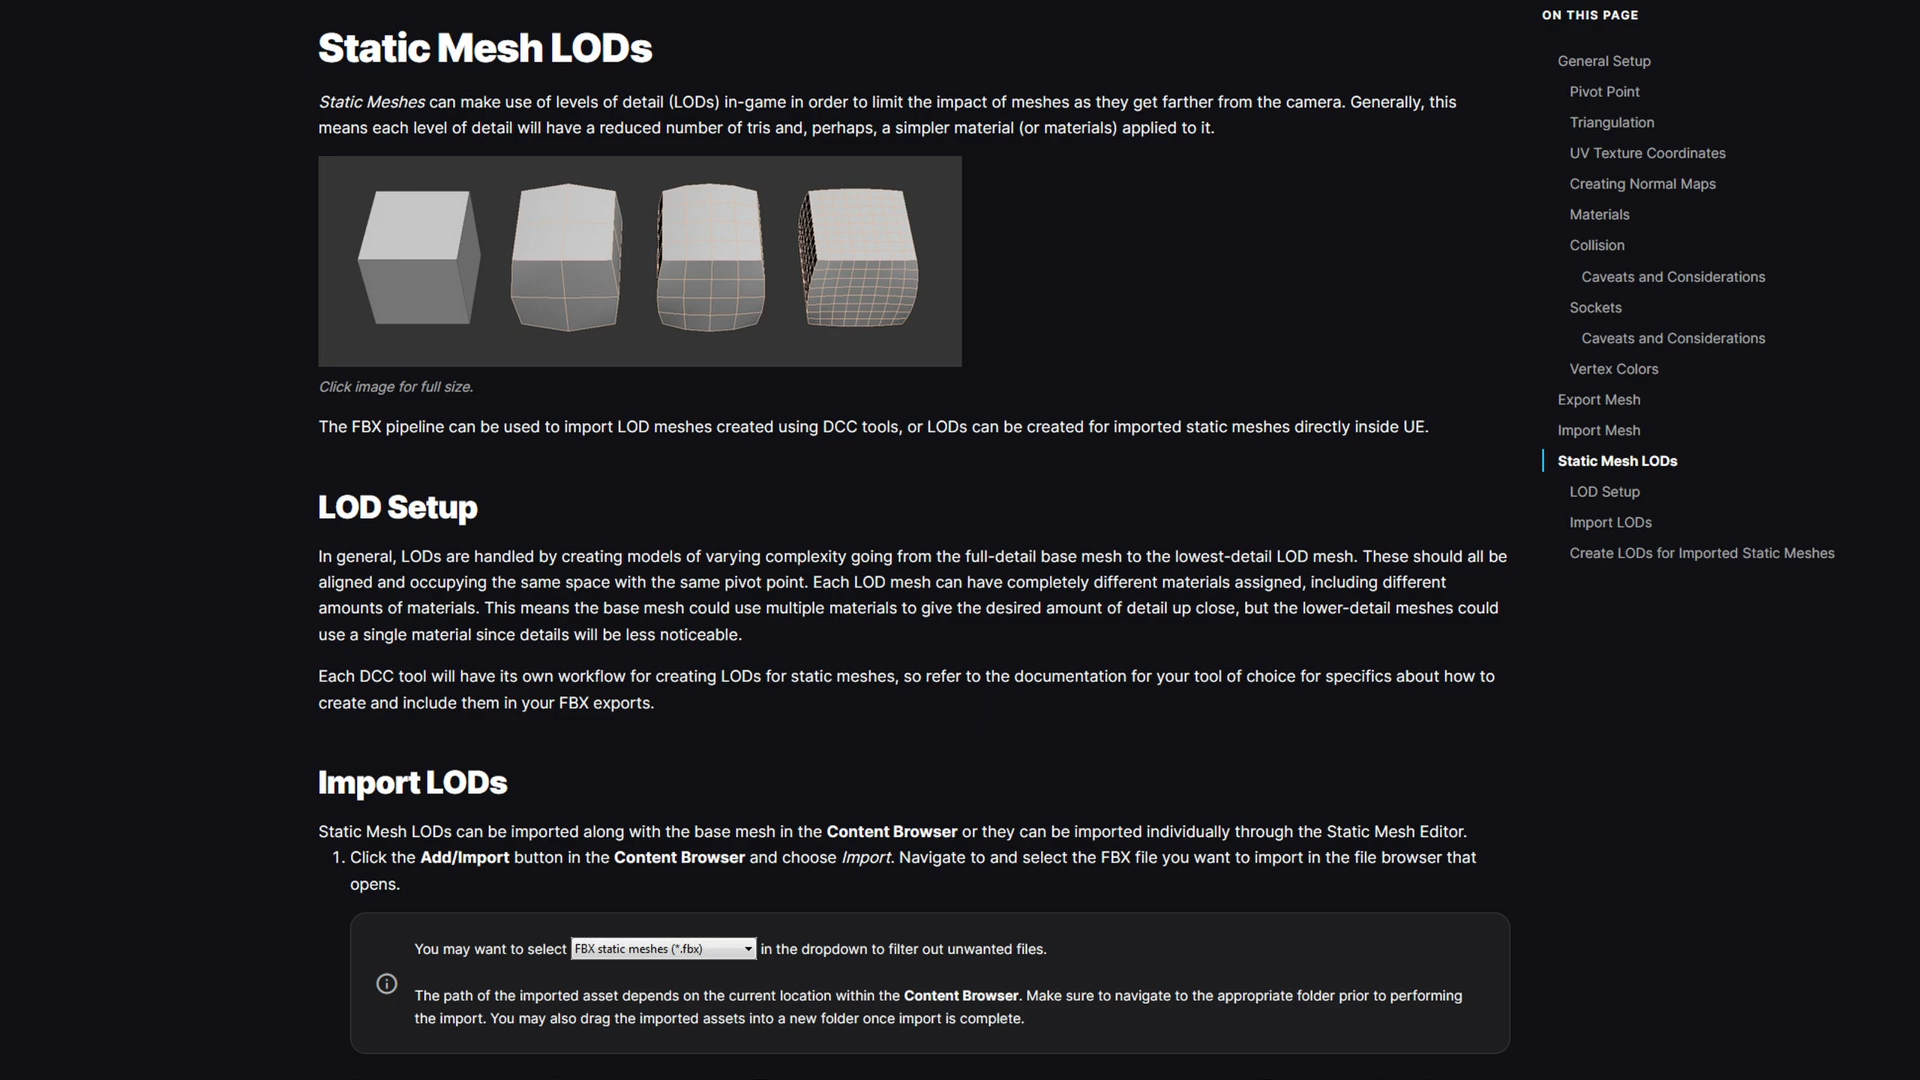 Static Mesh LODs
Static Meshes can make use of levels of detail (LODs) in-game in order to limit the impact of meshes as they get farther from the camera. Generally, this
means each level of detail will have a reduced number of tris and, perhaps, a simpler material (or materials) applied to it.
Click image for full size.
The FBX pipeline can be used to import LOD meshes created using DCC tools, or LODs can be created for imported static meshes directly inside UE.
LOD Setup
In general, LODs are handled by creating models of varying complexity going from the full-detail base mesh to the lowest-detail LOD mesh. These should all be
aligned and occupying the same space with the same pivot point. Each LOD mesh can have completely different materials assigned, including different
amounts of materials. This means the base mesh could use multiple materials to give the desired amount of detail up close, but the lower-detail meshes could
use a single material since details will be less noticeable.
Each DCC tool will have its own workflow for creating LODs for static meshes, so refer to the documentation for your tool of choice for specifics about how to
create and include them in your FBX exports.
Import LODs
Static Mesh LODs can be imported along with the base mesh in the Content Browser or they can be imported individually through the Static Mesh Editor.
1. Click the Add/Import button in the Content Browser and choose Import. Navigate to and select the FBX file you want to import in the file browser that
opens.
You may want to select FBX static meshes (*.fbx) in the dropdown to filter out unwanted files.
The path of the imported asset depends on the current location within the Content Browser. Make sure to navigate to the appropriate folder prior to performing
the import. You may also drag the imported assets into a new folder once import is complete.
ON THIS PAGE
General Setup
Pivot Point
Triangulation
UV Texture Coordinates
Creating Normal Maps
Materials
Collision
Caveats and Considerations
Sockets
Caveats and Considerations
Vertex Colors
Export Mesh
Import Mesh
Static Mesh LODs
LOD Setup
Import LODs
Create LODs for Imported Static Meshes